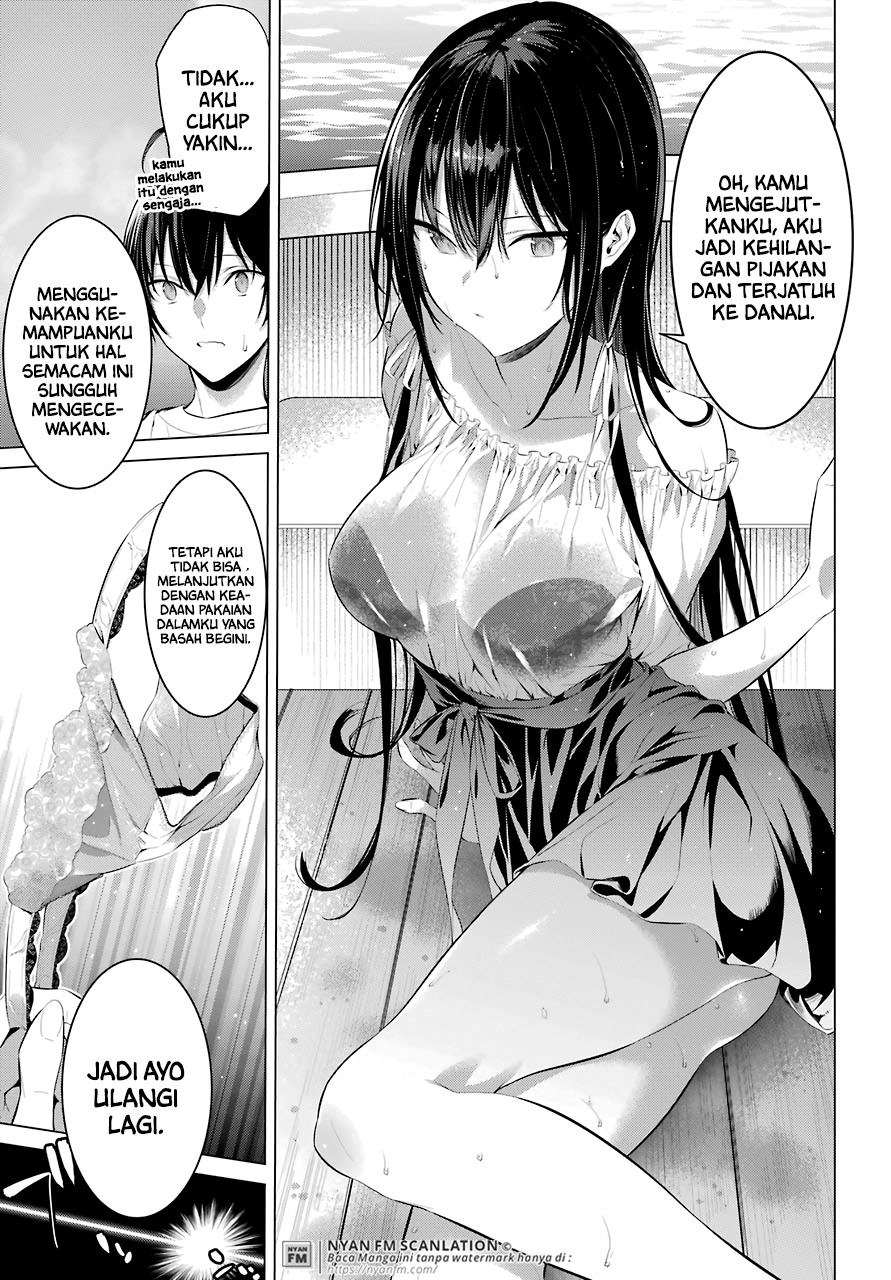 OH, KAMU
MENGEJUT-
KANKU, AKU
JADI KEHILAN-
GAN PIJAKAN
DAN TERJATUH
KE DANAU.
TIDAK...
AKU
CUKUP
YAKIN...
kamu
melakukan
itu dengan
sengaja...
MENGGU-
NAKAN KE-
MAMPUANKU
UNTUK HAL
SEMACAM INI
SUNGGUH
MENGECE-
WAKAN.
TETAPI AKU
TIDAK BISA
MELANJUTKAN
DENGAN KEA-
DAAN PAKAIAN
DALAMKU YANG
BASAH BEGINI.
JADI AYO
ULANGI
LAGI.
NYAN
FM
NYAN FM SCANLATION©
Baca Manga ini tanpa watermark hanya di :
https://nyanfm.com/